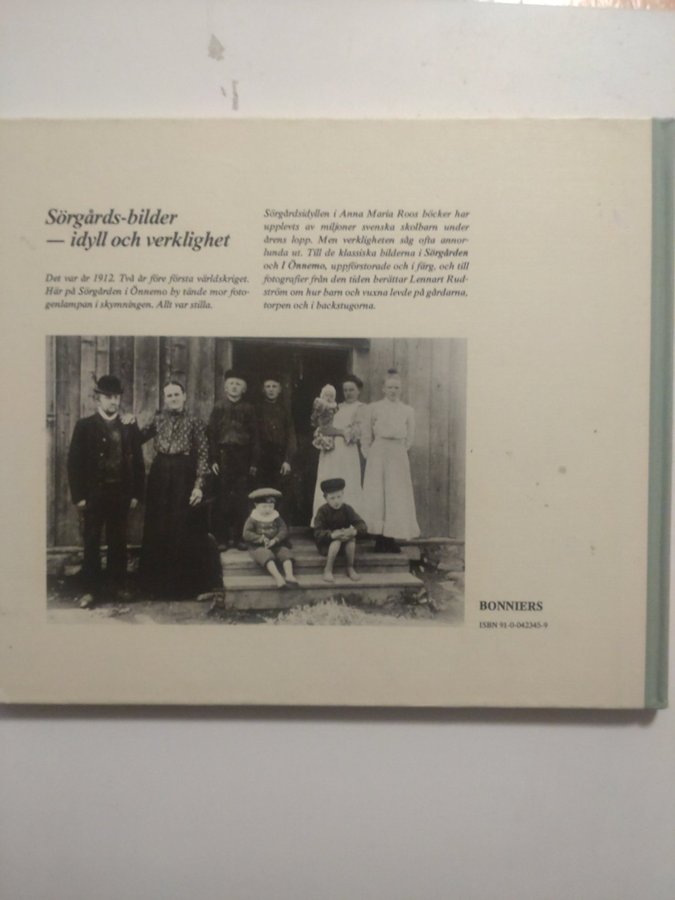 Sörgårds-bilder
— idyll och verklighet
Det var år 1912. Två år före första världskriget.
Här på Sörgården i Önnemo by tände mor foto-
genlampan i skymningen. Allt var stilla.
Sörgårdsidyllen i Anna Maria Roos böcker har
upplevts av miljoner svenska skolbarn under
årens lopp. Men verkligheten såg ofta annor-
lunda ut. Till de klassiska bilderna i Sörgården
och I Önnemo, uppförstorade och i färg, och till
fotografier från den tiden berättar Lennart Rud-
ström om hur barn och vuxna levde på gårdarna,
torpen och i backstugorna.
BONNIERS
ISBN 91-0-042345-9